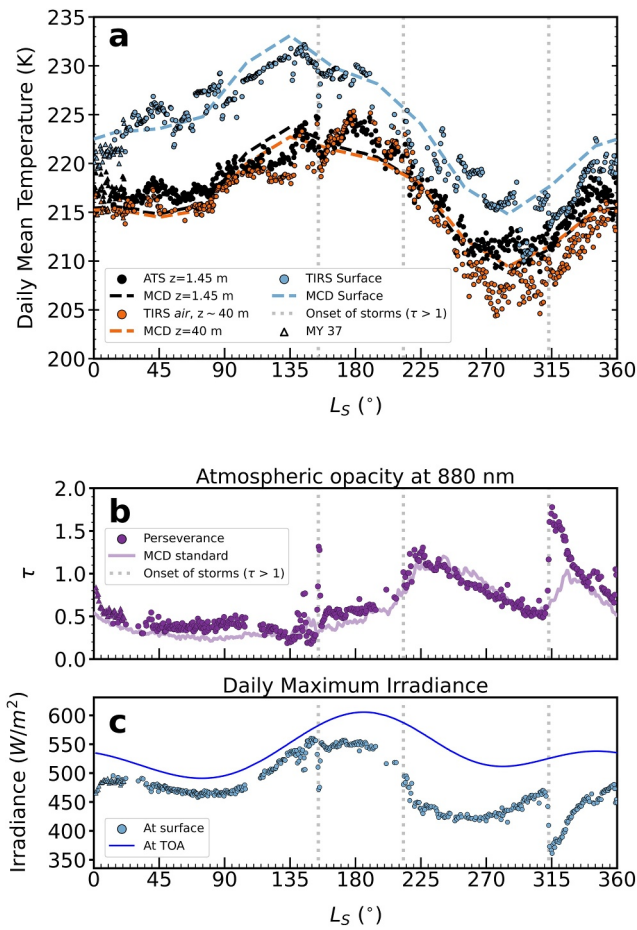 a
Daily Mean Temperature (K)
235
230
225
220
215
210
205
200
ATS z=1.45 m
MCD z=1.45 m
TIRS air, z ~ 40 m
MCD z=40 m
TIRS Surface
MCD Surface
Onset of storms (τ > 1)
MY 37
0 45 90 135 180 225 270 315 360
L_S (°)
Atmospheric opacity at 880 nm
b
τ
2.0
1.5
1.0
0.5
0.0
Perseverance
MCD standard
Onset of storms (τ > 1)
Daily Maximum Irradiance
c
Irradiance (W/m²)
600
550
500
450
400
350
At surface
At TOA
0 45 90 135 180 225 270 315 360
L_S (°)